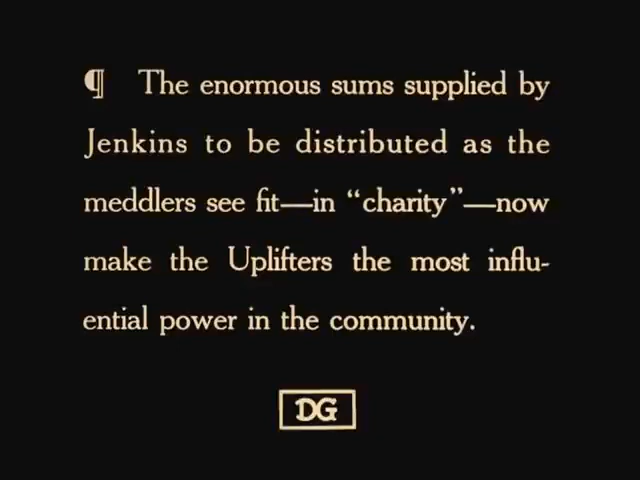 ¶ The enormous sums supplied by
Jenkins to be distributed as the
meddlers see fit—in “charity”—now
make the Uplifters the most influ-
ential power in the community.
DG